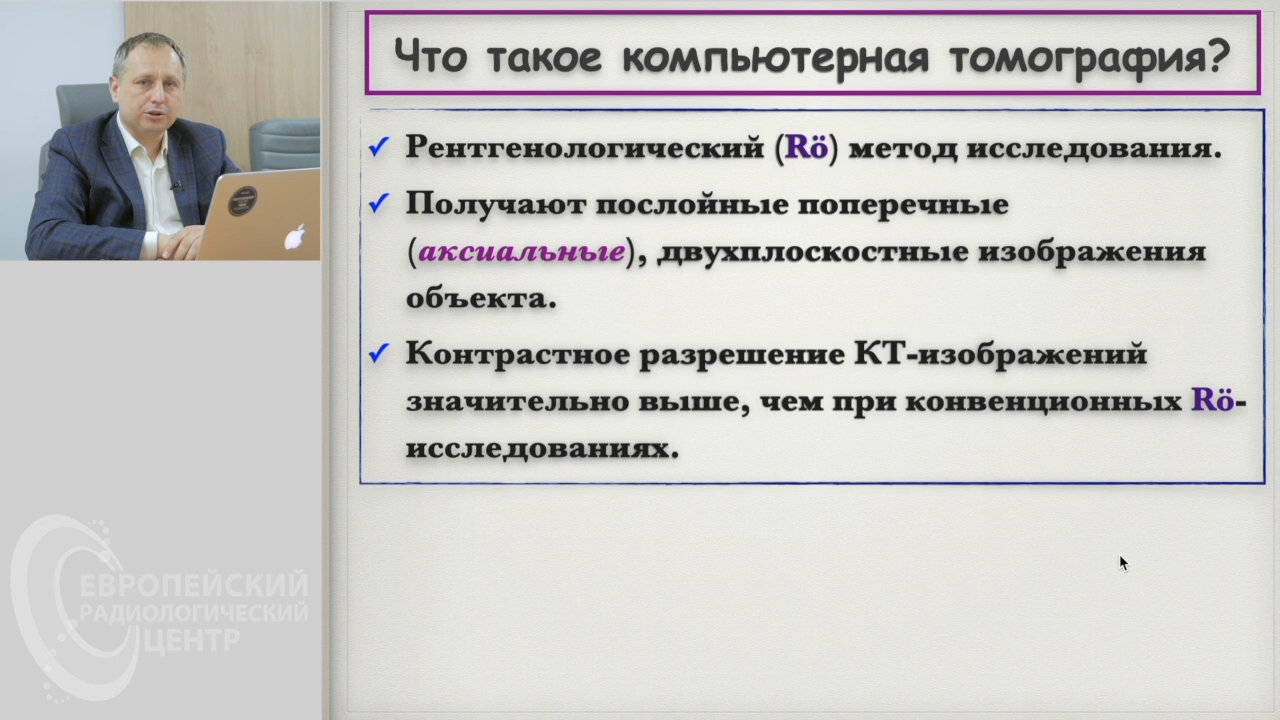 Что такое компьютерная томография?
Рентгенологический (Rö) метод исследования.
Получают послойные поперечные
(аксиальные), двухплоскостные изображения
объекта.
Контрастное разрешение КТ-изображений
значительно выше, чем при конвенционных Rö-
исследованиях.
ЕВРОПЕЙСКИЙ
РАДИОЛОГИЧЕСКИЙ
ЦЕНТР